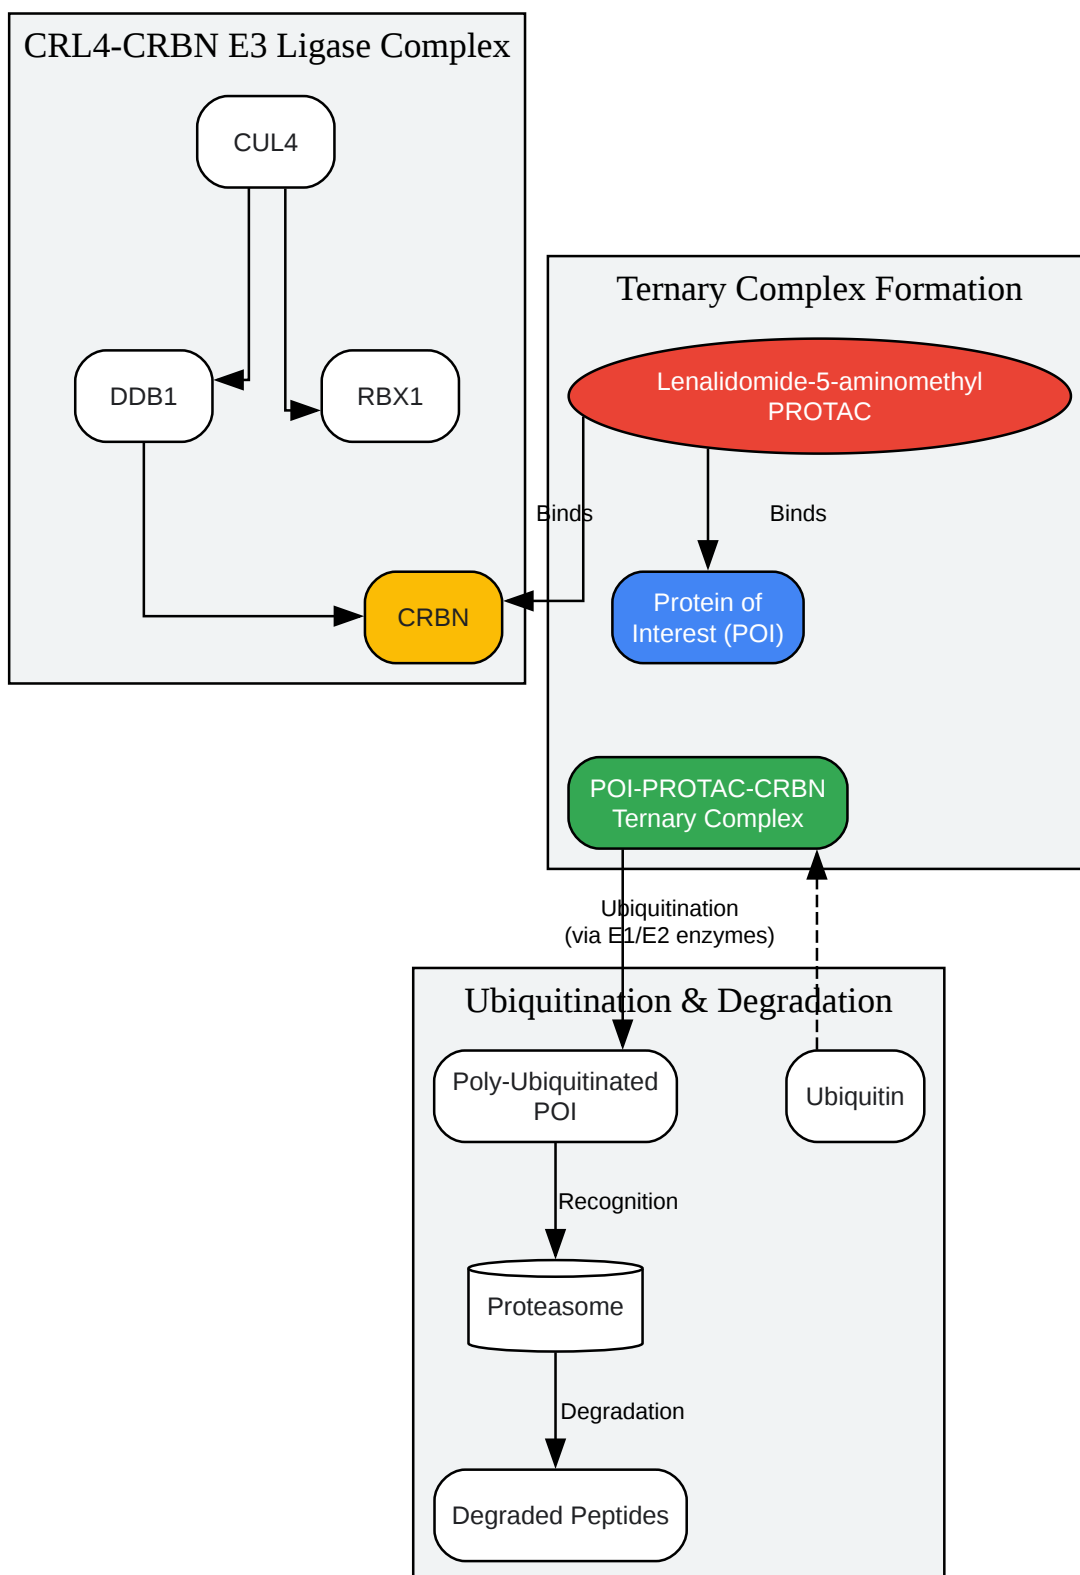 CRL4-CRBN E3 Ligase Complex
CUL4
DDB1
RBX1
CRBN
Ternary Complex Formation
Lenalidomide-5-aminomethyl
PROTAC
Binds
Binds
Protein of
Interest (POI)
POI-PROTAC-CRBN
Ternary Complex
Ubiquitination
(via E1/E2 enzymes)
Ubiquitination & Degradation
Poly-Ubiquitinated
POI
Ubiquitin
Recognition
Proteasome
Degradation
Degraded Peptides